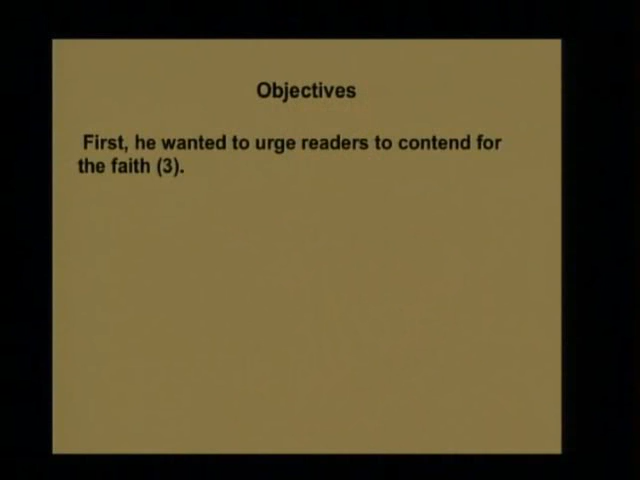 Objectives
First, he wanted to urge readers to contend for
the faith (3).